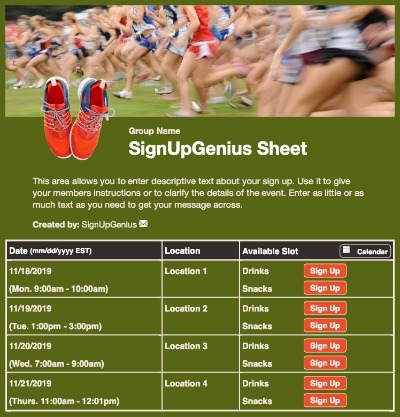 Group Name
SignUpGenius Sheet
This area allows you to enter descriptive text about your sign up. Use it to give
your members instructions or to clarify the details of the event. Enter as little or as
much text as you need to get your message across.
Created by: SignUpGenius
Date (mm/dd/yyyy EST) Location Available Slot Calendar
11/18/2019 Location 1 Drinks Sign Up
(Mon. 9:00am - 10:00am) Snacks Sign Up
11/19/2019 Location 2 Drinks Sign Up
(Tue. 1:00pm - 3:00pm) Snacks Sign Up
11/20/2019 Location 3 Drinks Sign Up
(Wed. 7:00am - 9:00am) Snacks Sign Up
11/21/2019 Location 4 Drinks Sign Up
(Thurs. 11:00am - 12:01pm) Snacks Sign Up